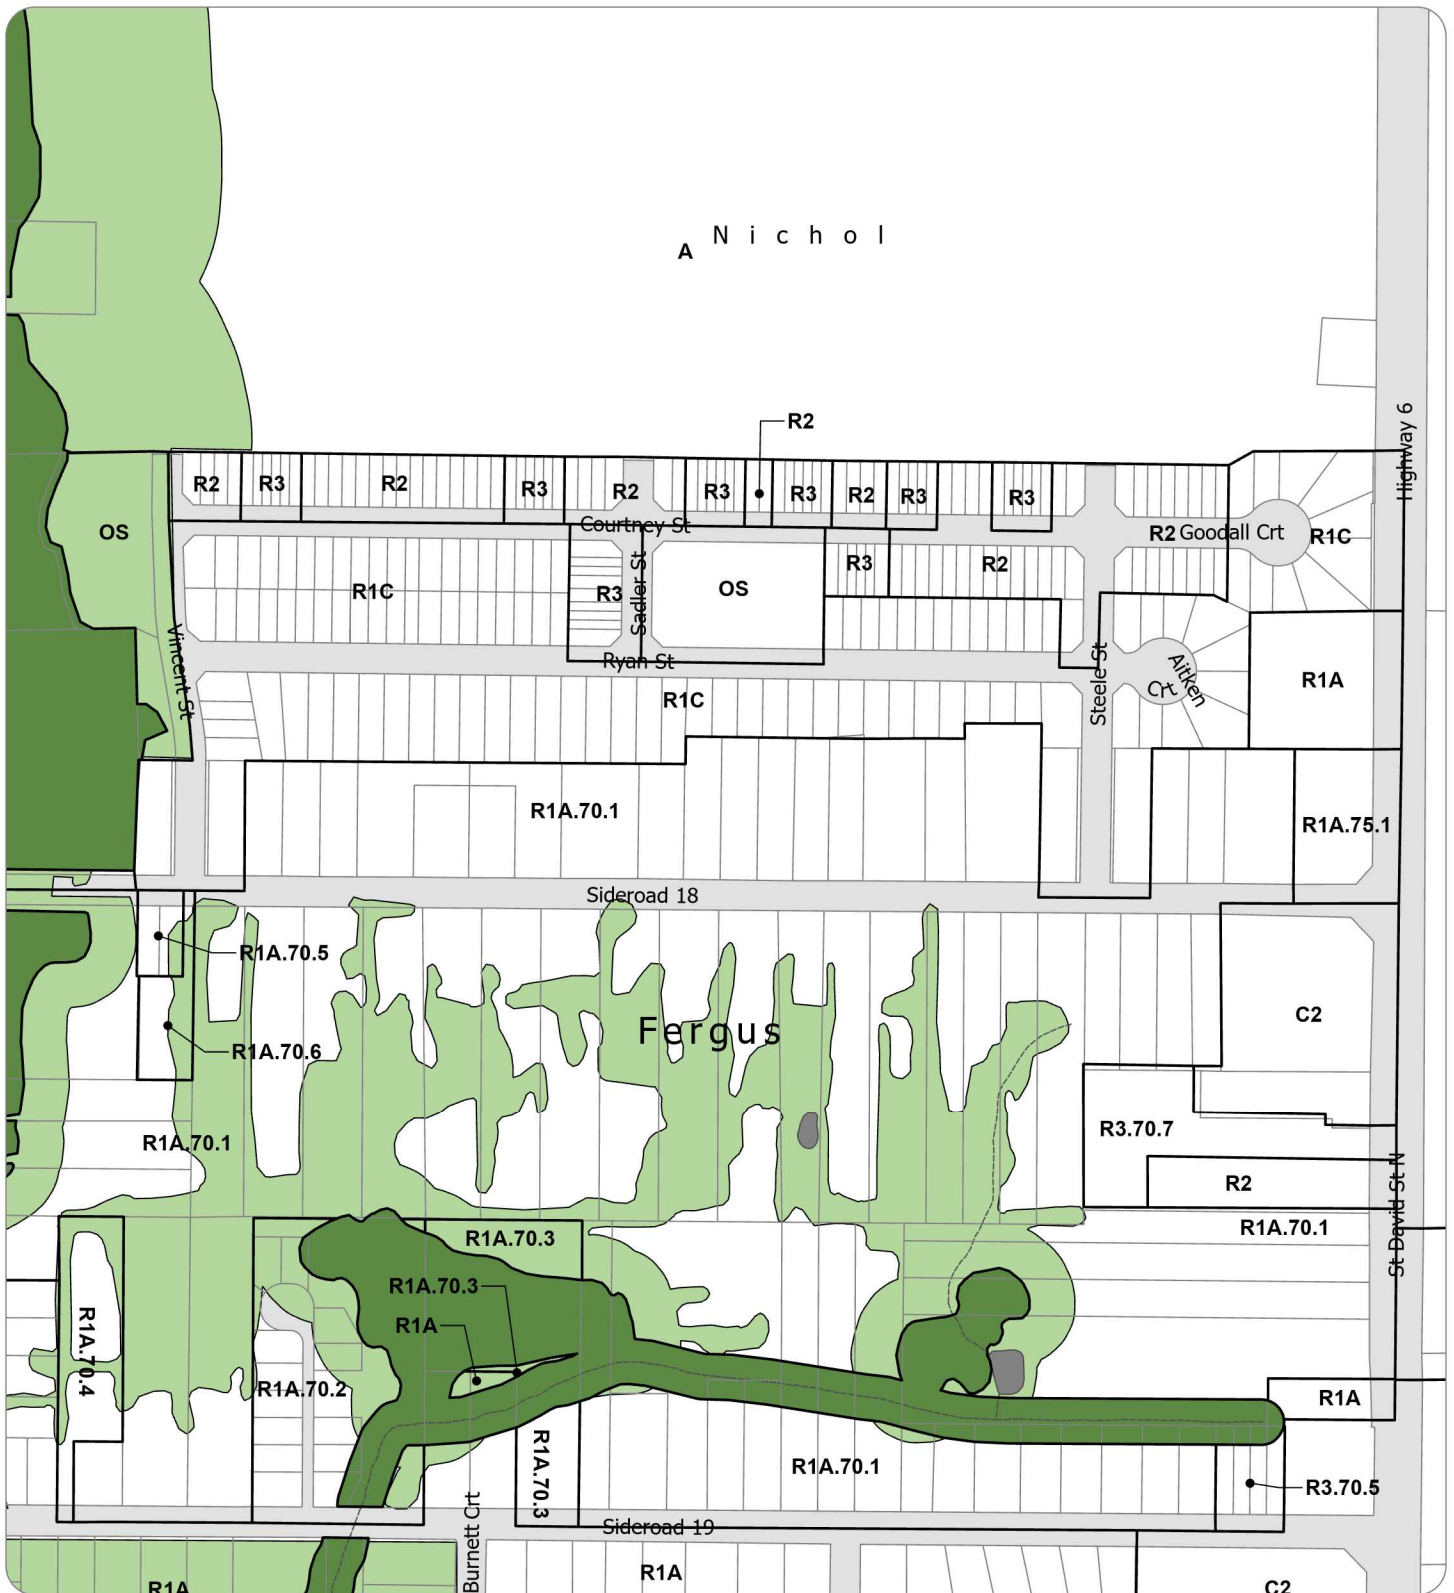 Nichol
A
Highway 6
R2
R2
R3
R2
R3
R2
R3
R3
R2
R3
R3
Courtney St
R2
Goodall Crt
R1C
OS
R1C
R3
Sadler St
OS
R3
R2
Vincent St
Ryan St
R1C
Steele St
Aitken
Crt
R1A
R1A.70.1
R1A.75.1
Sideroad 18
R1A.70.5
Fergus
C2
R1A.70.6
R1A.70.1
R3.70.7
R2
St David St N
R1A.70.1
R1A.70.3
R1A.70.3
R1A
R1A.70.4
R1A.70.2
R1A
R1A.70.1
R1A.70.3
R3.70.5
Sideroad 19
Burnett Crt
R1A
R1A
C2